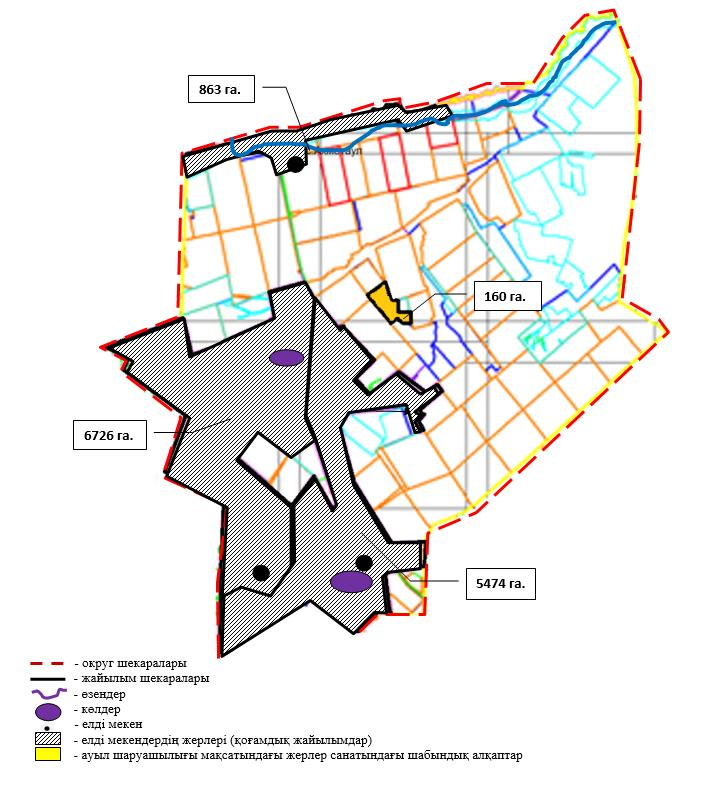 863 га.
160 га.
6726 га.
5474 га.
- округ шекаралары
- жайылым шекаралары
- өзендер
- көлдер
- елді мекен
- елді мекендердің жерлері (қоғамдық жайылымдар)
- ауыл шаруашылығы мақсатындағы жерлер санатындағы шабындық алқаптар